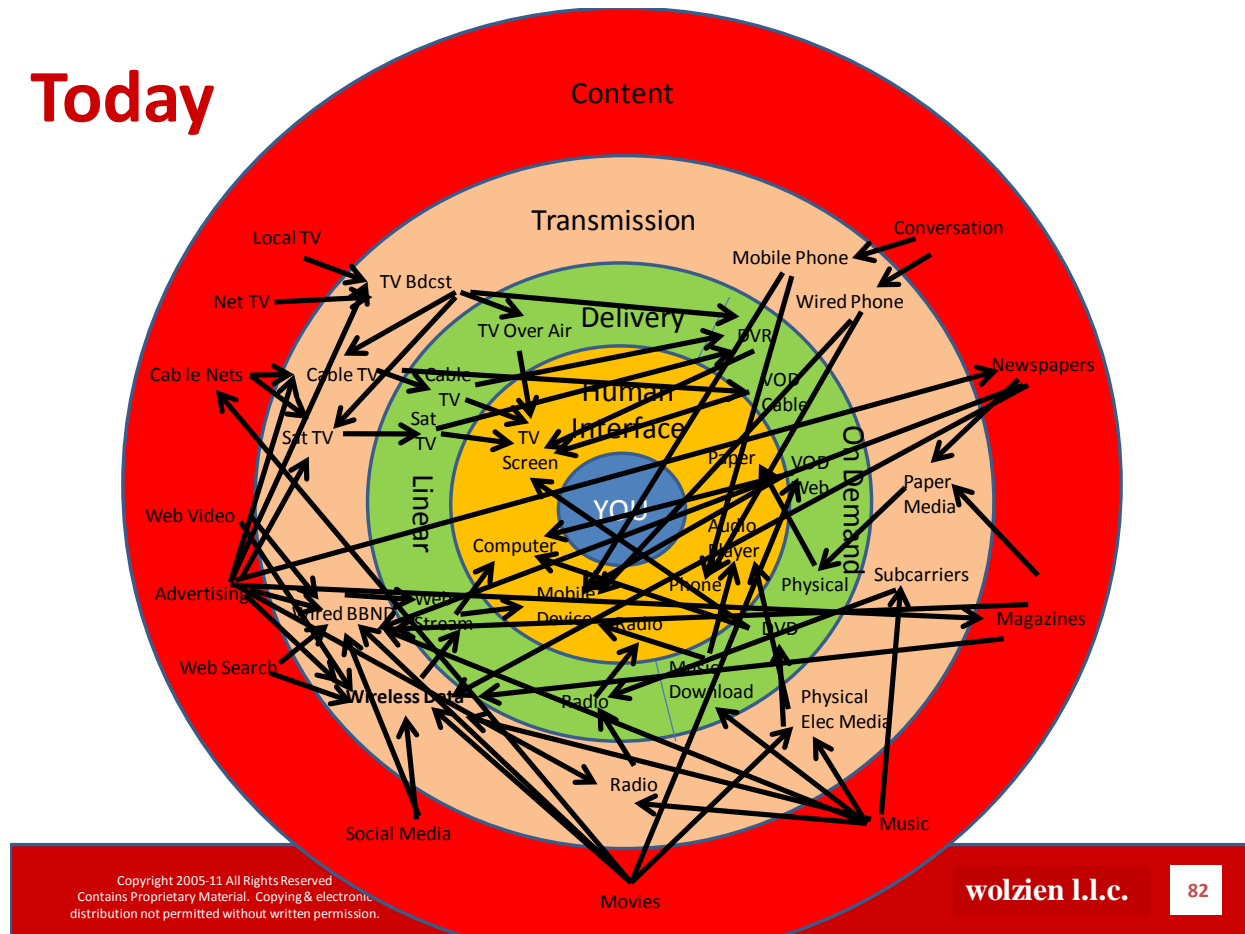 Today
Content
Transmission
Local TV
Conversation
Mobile Phone
TV Bdcst
Net TV
Wired Phone
Delivery
TV Over Air
DVR
Cable Nets
Cable TV
Cable
TV
VOD
Cable
Newspapers
Human
Interface
Sat TV
Sat
TV
TV
Screen
Paper
VOD
Web
On Demand
Linear
Paper
Media
YOU
Web Video
Audio
Player
Computer
Advertising
Wired BBND
Web
Stream
Mobile
Device
Phone
Physical
Subcarriers
Radio
DVD
Magazines
Web Search
Wireless Data
Music
Download
Radio
Physical
Elec Media
Radio
Social Media
Music
Movies
Copyright 2005-11 All Rights Reserved
Contains Proprietary Material. Copying & electronic
distribution not permitted without written permission.
wolzien l.l.c.
82